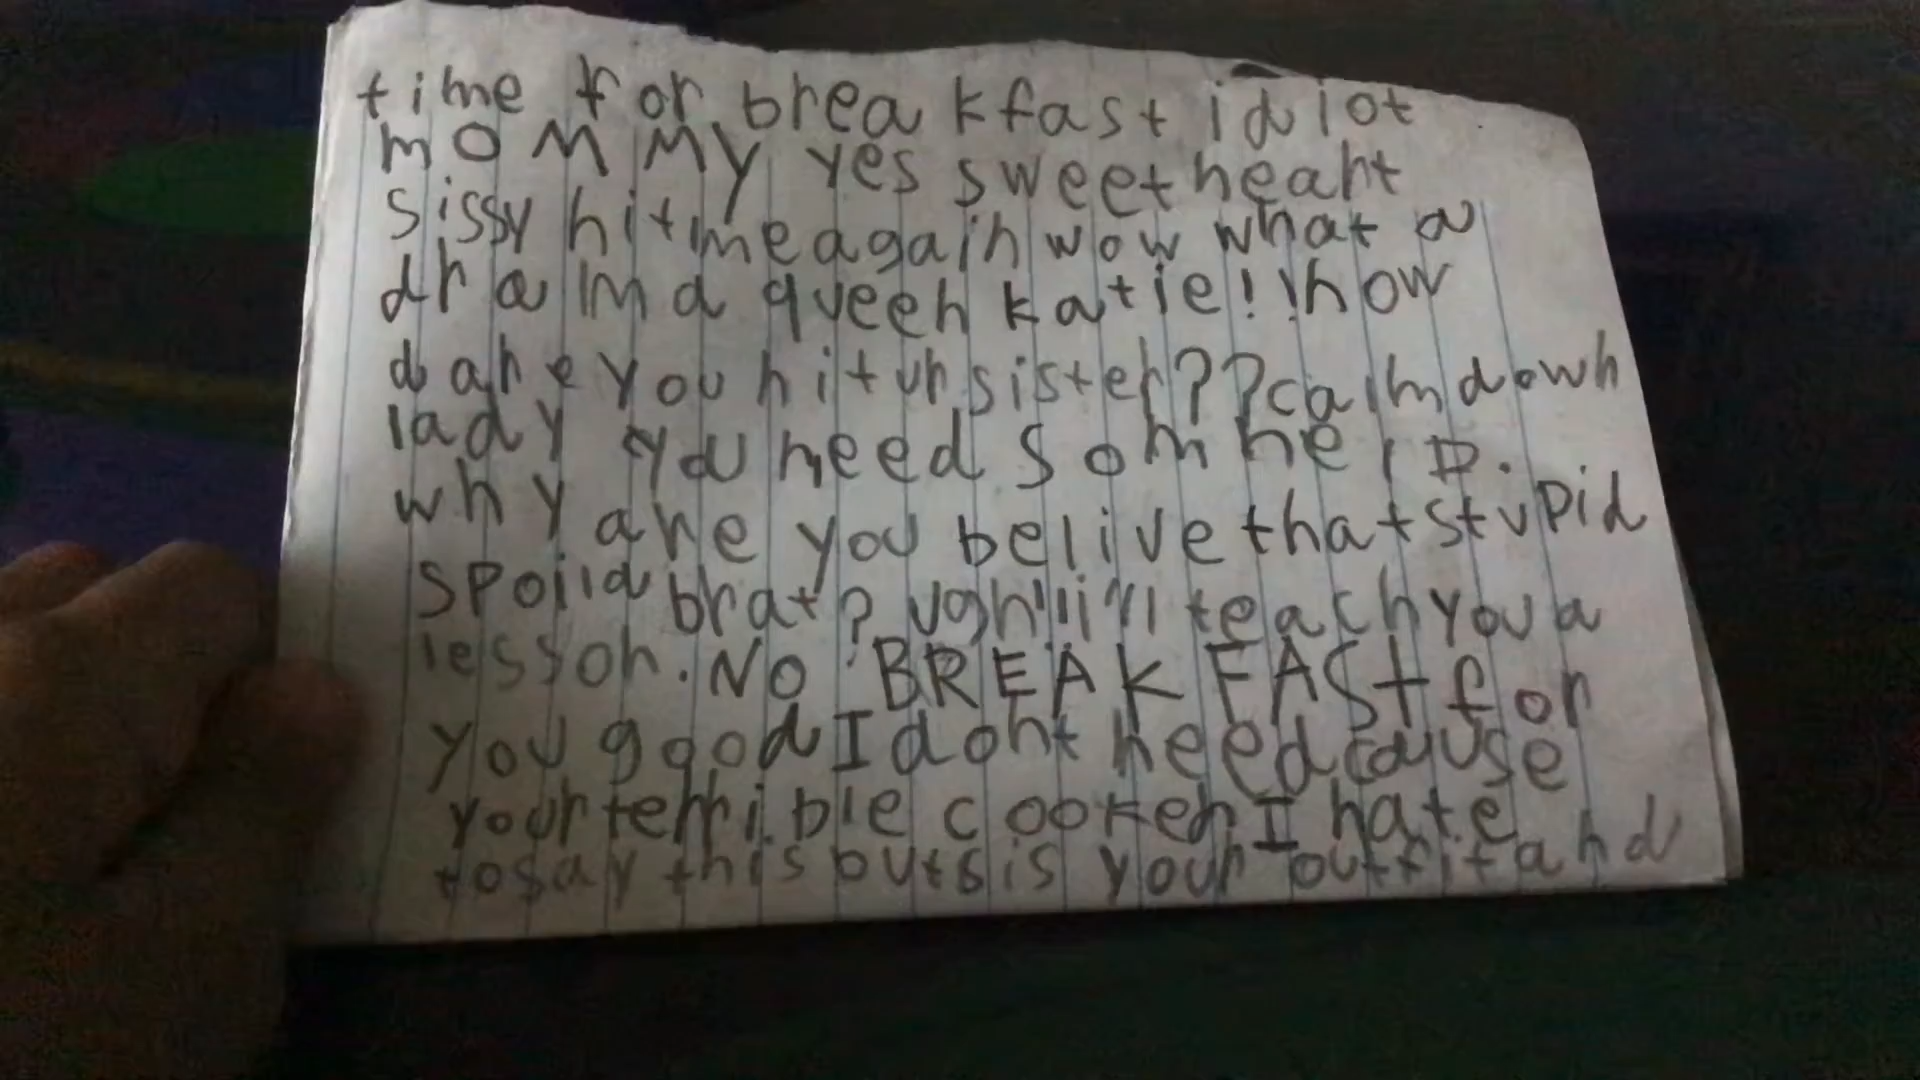 time for breakfast idiot
mOMMy yes sweetheart
sissy hit me again wow what a
drama queen katie!! how
dare you hit ur sister?? calm down
lady you need som help.
why are you belive that stupid
spoild brat? ugh i'll teach you a
lesson. NO BREAKFASt for
you good I dont need cause
your terrible cooker I hate
to say this but sis your outfit and